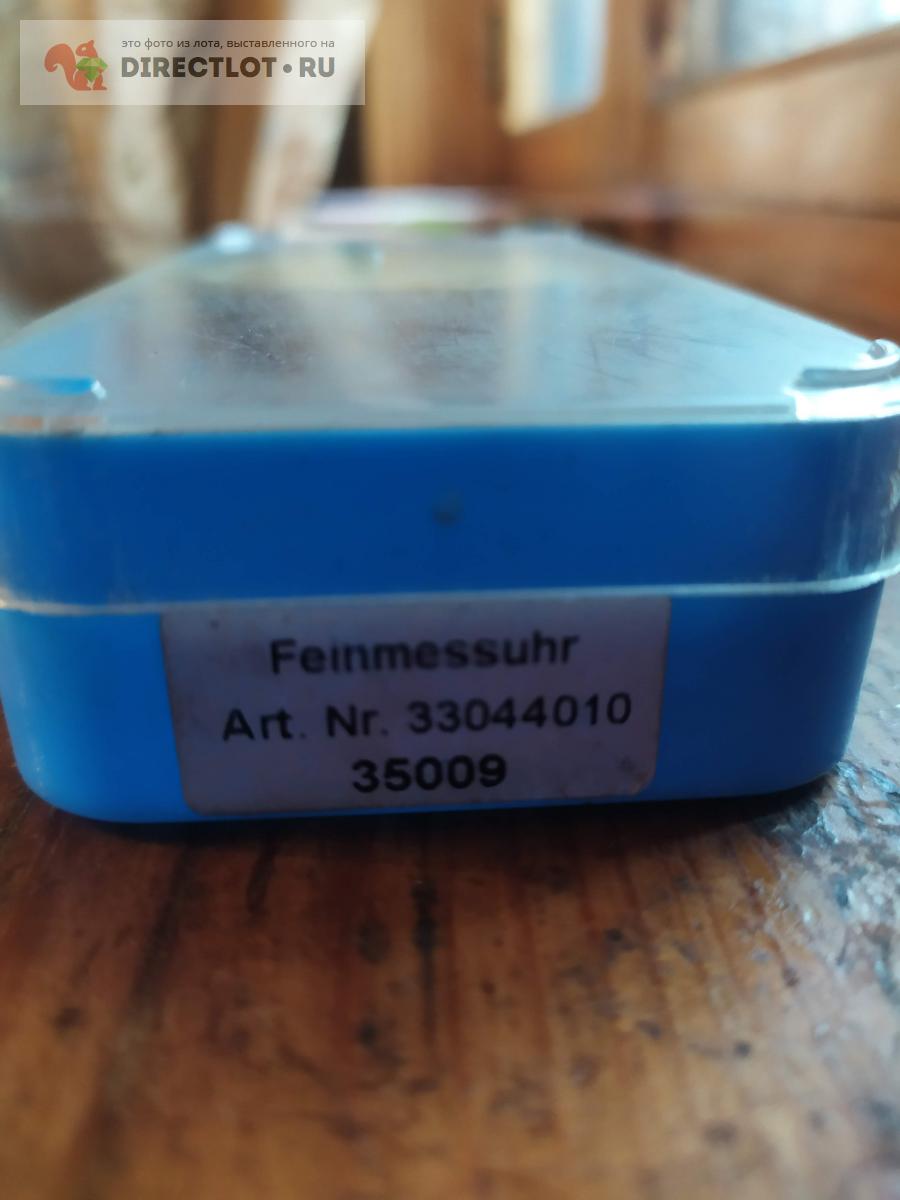 это фото из лота, выставленного на
DIRECTLOT•RU
Feinmessuhr
Art. Nr. 33044010
35009